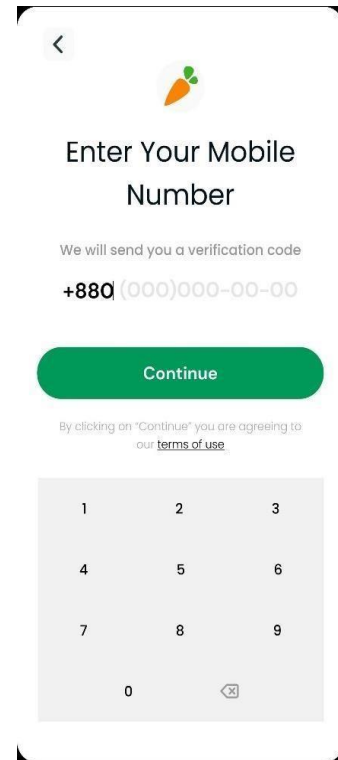 Enter Your Mobile
Number
We will send you a verification code
+880 (000)000-00-00
Continue
By clicking on "Continue" you are agreeing to
our terms of use
1 2 3
4 5 6
7 8 9
0